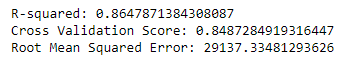 R-squared: 0.8647871384308087
Cross Validation Score: 0.8487284919316447
Root Mean Squared Error: 29137.33481293626